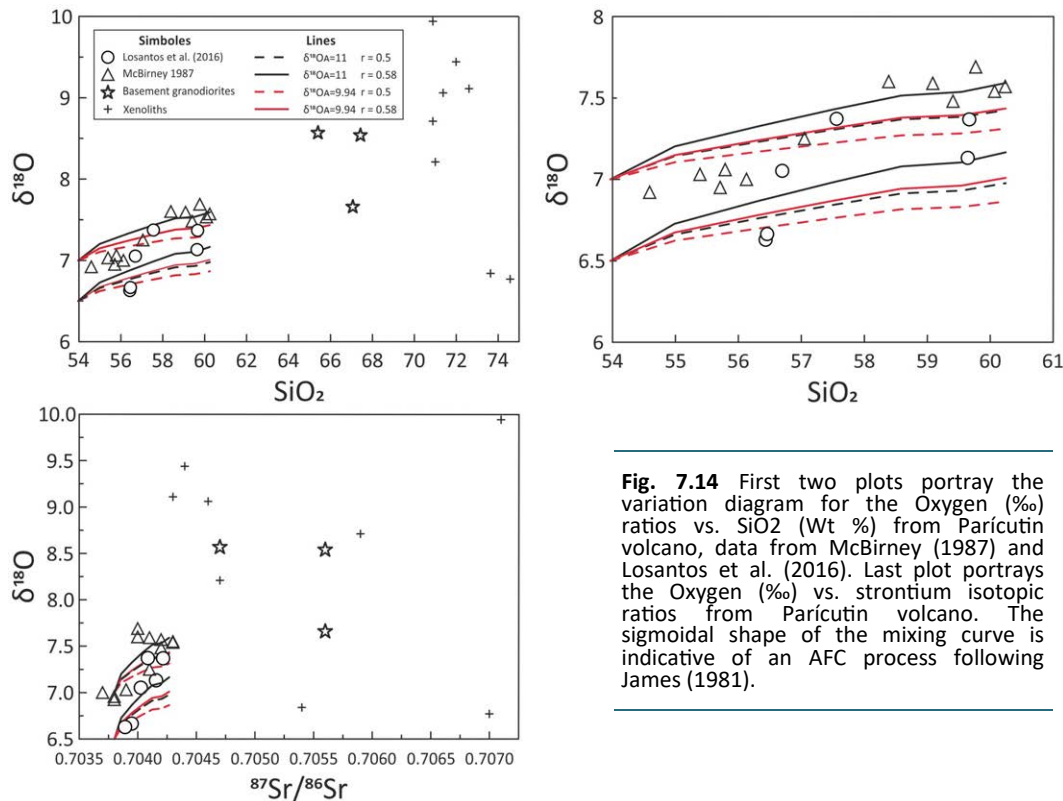 10
9
8
7
6
δ¹⁸O
54 56 58 60 62 64 66 68 70 72 74
SiO₂
Simboles
Losantos et al. (2016)
McBirney 1987
Basement granodiorites
Xenoliths
Lines
δ¹⁸OA=11 r = 0.5
δ¹⁸OA=11 r = 0.58
δ¹⁸OA=9.94 r = 0.5
δ¹⁸OA=9.94 r = 0.58
8
7.5
7
6.5
6
δ¹⁸O
54 55 56 57 58 59 60 61
SiO₂
10.0
9.5
9.0
8.5
8.0
7.5
7.0
6.5
δ¹⁸O
0.7035 0.7040 0.7045 0.7050 0.7055 0.7060 0.7065 0.7070
⁸⁷Sr/⁸⁶Sr
Fig. 7.14 First two plots portray the
variation diagram for the Oxygen (‰)
ratios vs. SiO2 (Wt %) from Parícutin
volcano, data from McBirney (1987) and
Losantos et al. (2016). Last plot portrays
the Oxygen (‰) vs. strontium isotopic
ratios from Parícutin volcano. The
sigmoidal shape of the mixing curve is
indicative of an AFC process following
James (1981).